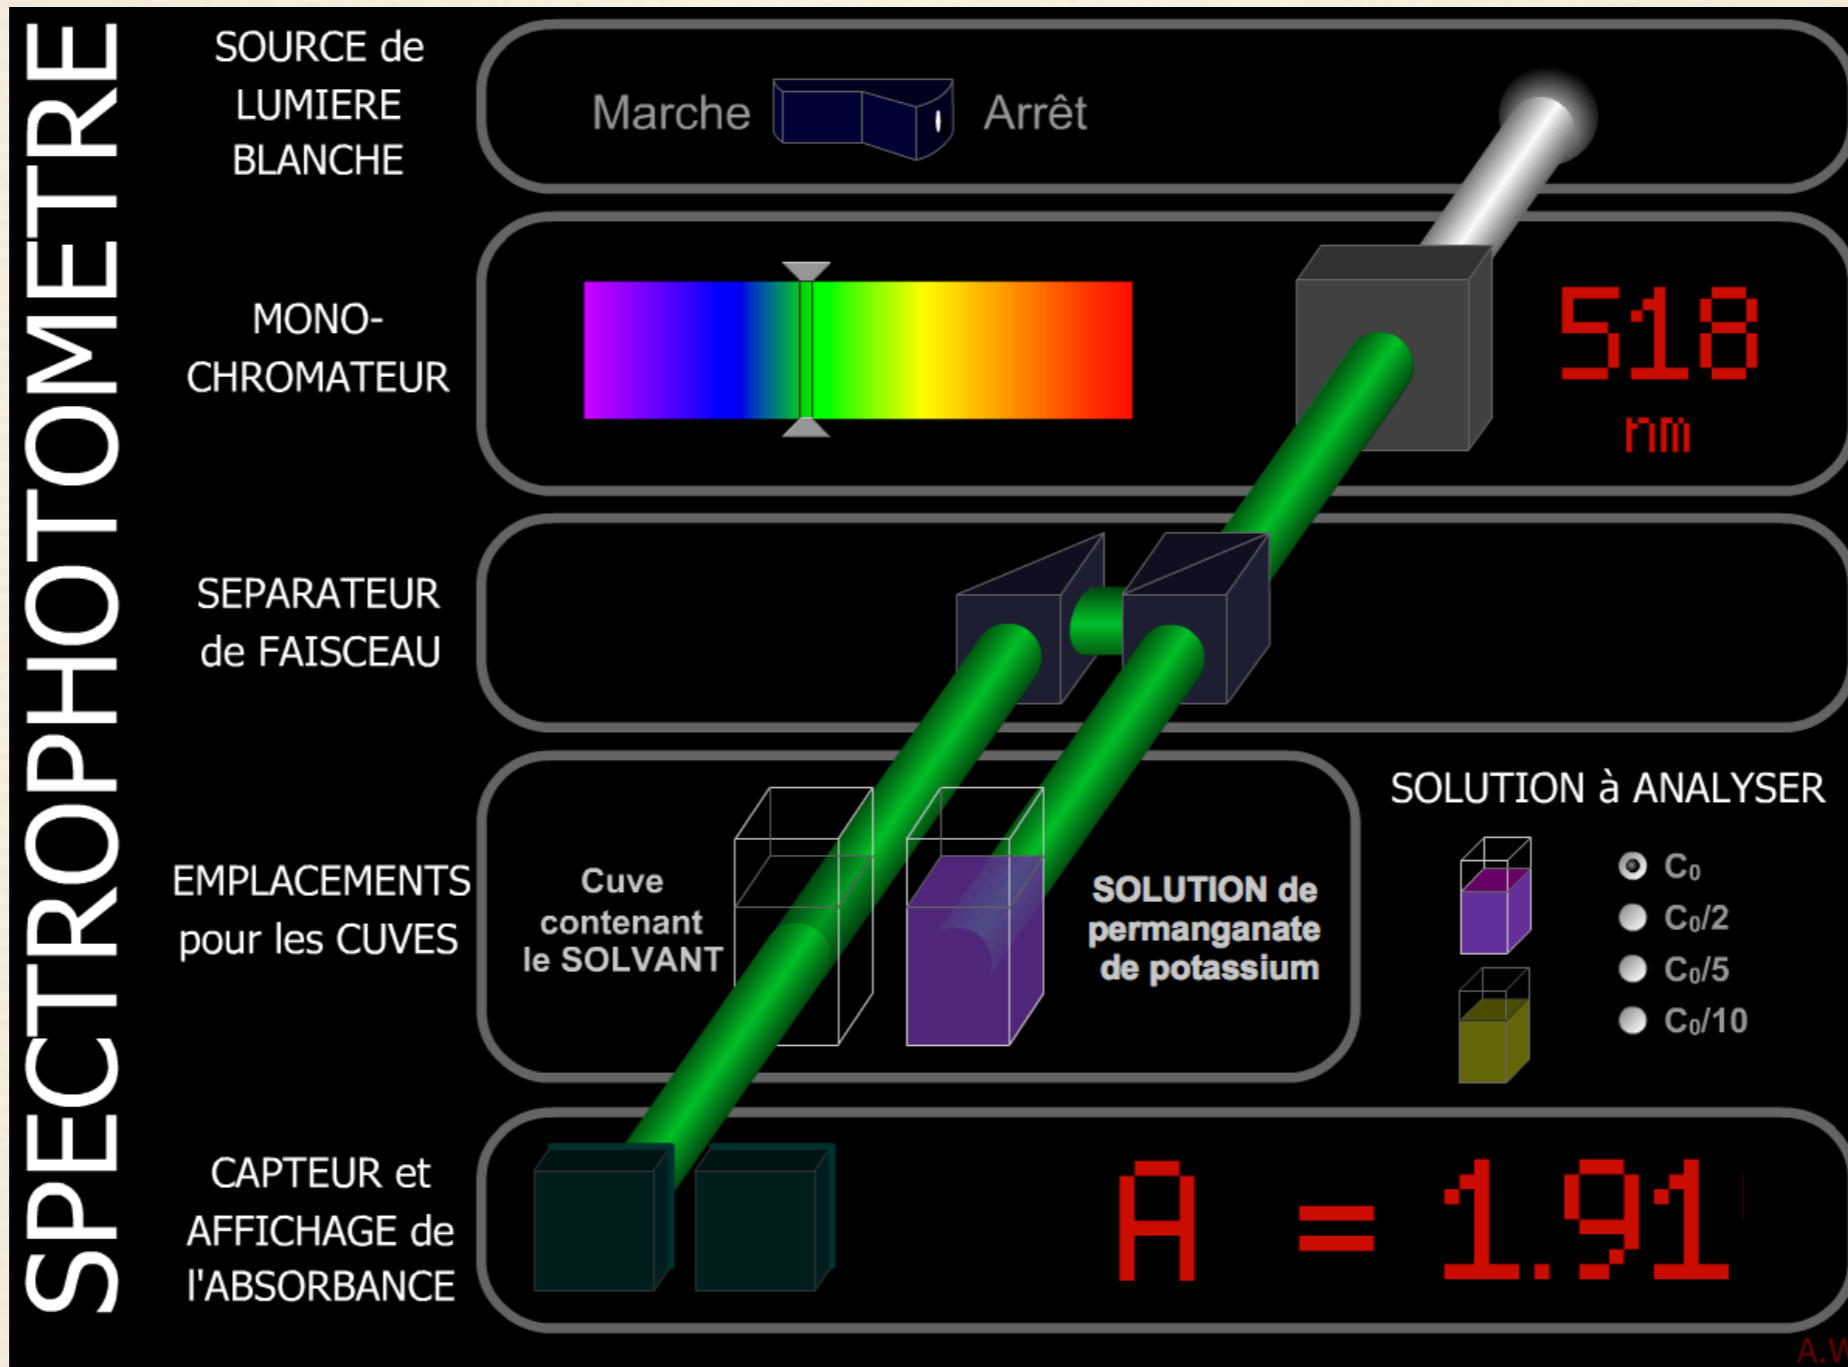 SPECTROPHOTOMETRE
SOURCE de
LUMIERE
BLANCHE
Marche
Arrêt
MONO-
CHROMATEUR
518
nm
SEPARATEUR
de FAISCEAU
EMPLACEMENTS
pour les CUVES
Cuve
contenant
le SOLVANT
SOLUTION de
permanganate
de potassium
SOLUTION à ANALYSER
C₀
C₀/2
C₀/5
C₀/10
CAPTEUR et
AFFICHAGE de
l'ABSORBANCE
A = 1.91